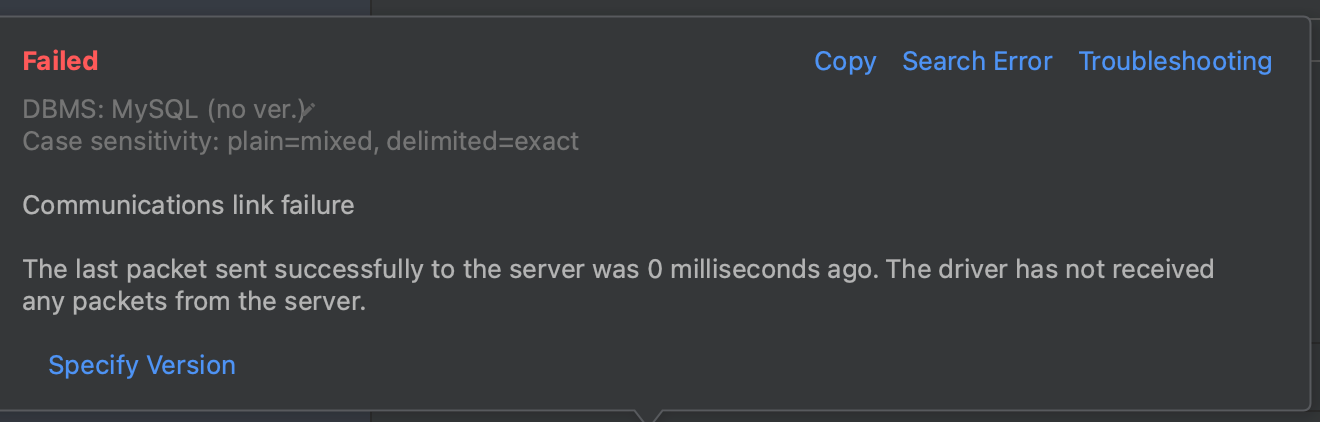 Failed
Copy Search Error Troubleshooting
DBMS: MySQL (no ver.)
Case sensitivity: plain=mixed, delimited=exact
Communications link failure
The last packet sent successfully to the server was 0 milliseconds ago. The driver has not received
any packets from the server.
Specify Version